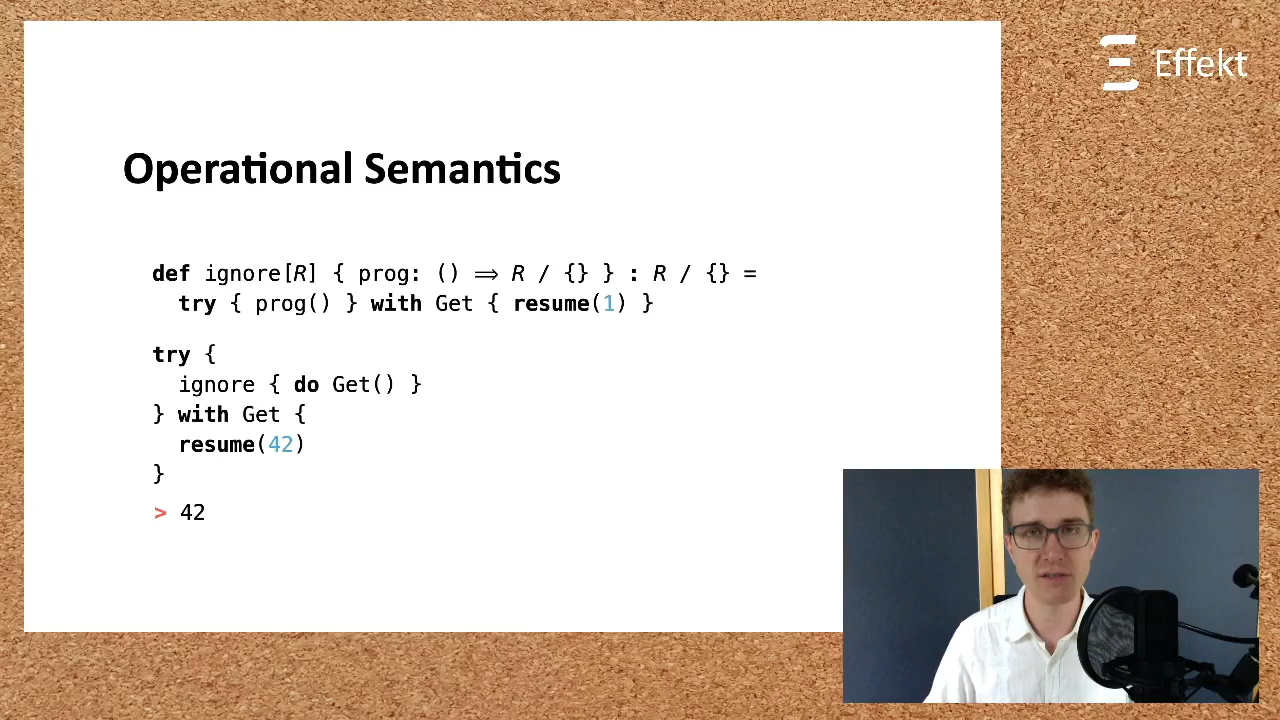 Effekt
Operational Semantics
def ignore[R] { prog: () ⟹ R / {} } : R / {} =
try { prog() } with Get { resume(1) }
try {
ignore { do Get() }
} with Get {
resume(42)
}
> 42